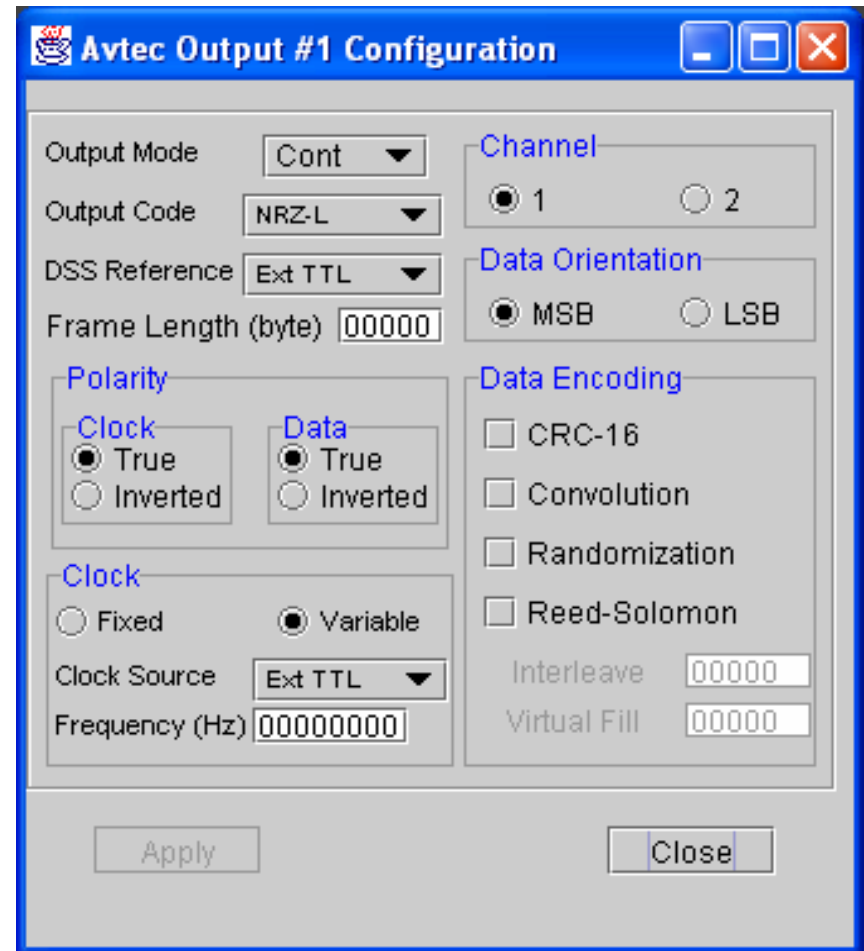 Avtec Output #1 Configuration
Output Mode Cont
Output Code NRZ-L
DSS Reference Ext TTL
Frame Length (byte) 00000
Channel
1 2
Data Orientation
MSB LSB
Polarity
Clock
True
Inverted
Data
True
Inverted
Clock
Fixed Variable
Clock Source Ext TTL
Frequency (Hz) 00000000
Data Encoding
CRC-16
Convolution
Randomization
Reed-Solomon
Interleave 00000
Virtual Fill 00000
Apply Close